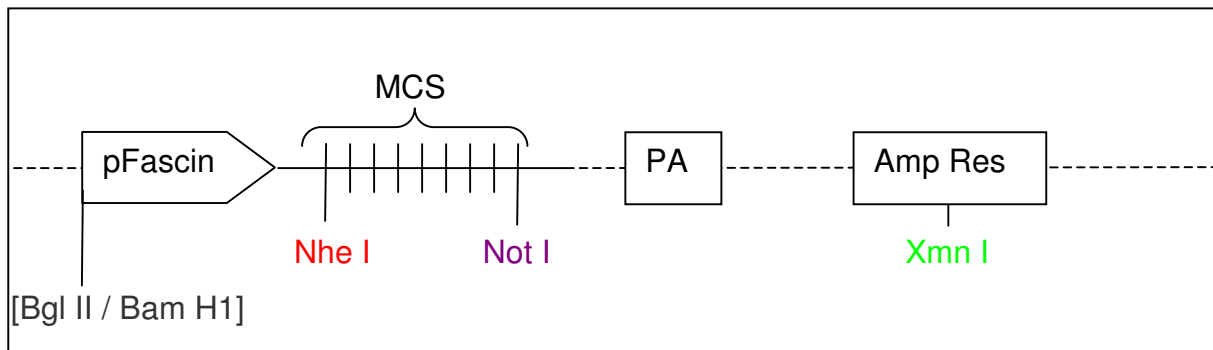 MCS
pFascin
PA
Amp Res
Nhe I
Not I
Xmn I
[Bgl II / Bam H1]